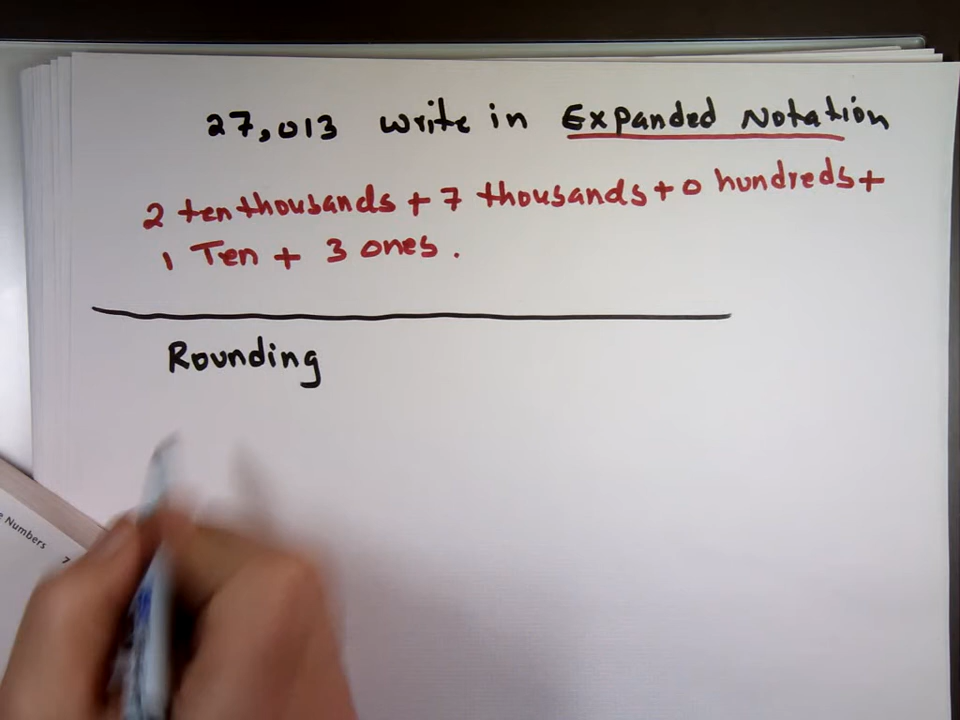 27,013 write in Expanded Notation
2 ten thousands + 7 thousands + 0 hundreds +
1 Ten + 3 ones.
Rounding
Numbers
7